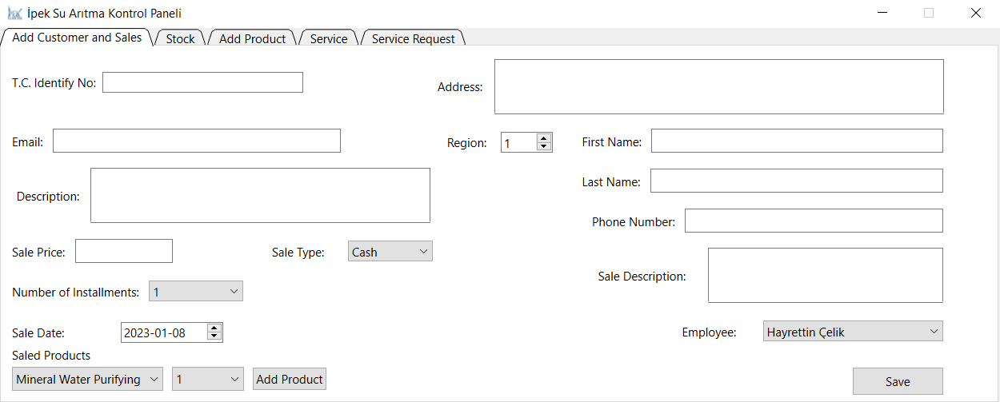 İpek Su Arıtma Kontrol Paneli
Add Customer and Sales
Stock
Add Product
Service
Service Request
T.C. Identify No:
Address:
Email:
Region:
1
First Name:
Description:
Last Name:
Phone Number:
Sale Price:
Sale Type:
Cash
Sale Description:
Number of Installments:
1
Sale Date:
2023-01-08
Employee:
Hayrettin Çelik
Saled Products
Mineral Water Purifying
1
Add Product
Save